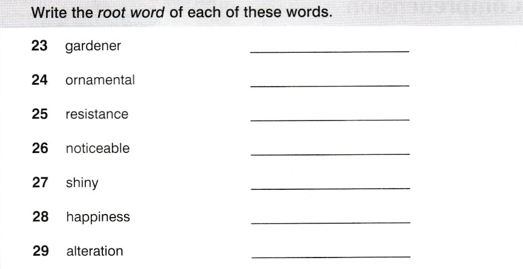 Write the root word of each of these words.
23 gardener
24 ornamental
25 resistance
26 noticeable
27 shiny
28 happiness
29 alteration